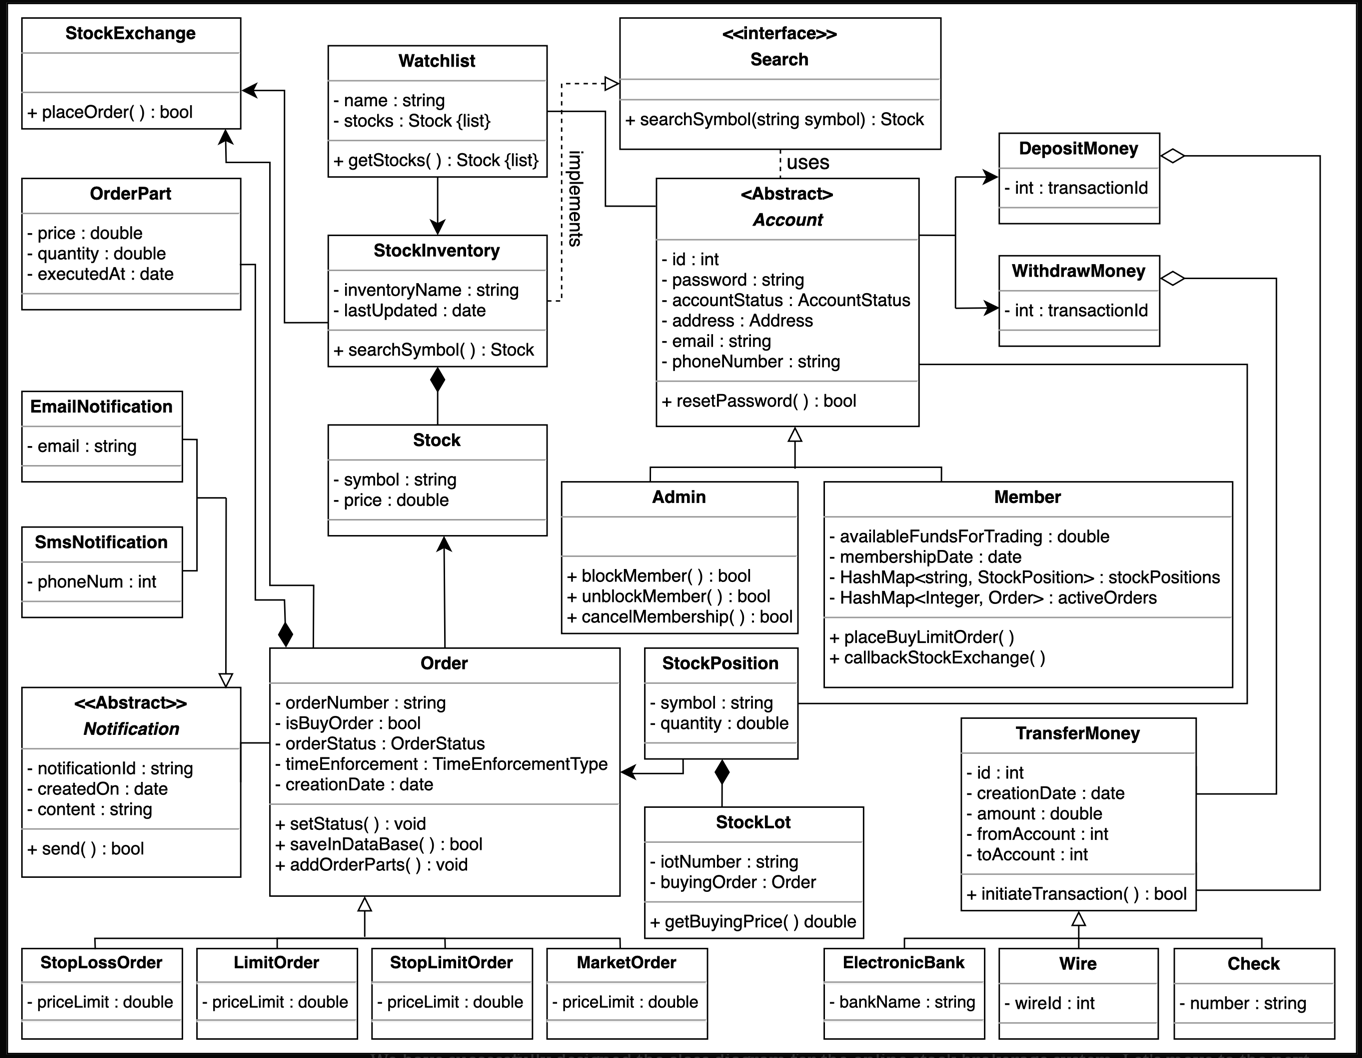 StockExchange
+ placeOrder( ) : bool
Watchlist
- name : string
- stocks : Stock {list}
+ getStocks( ) : Stock {list}
<<interface>>
Search
+ searchSymbol(string symbol) : Stock
implements
uses
OrderPart
- price : double
- quantity : double
- executedAt : date
StockInventory
- inventoryName : string
- lastUpdated : date
+ searchSymbol( ) : Stock
<Abstract>
Account
- id : int
- password : string
- accountStatus : AccountStatus
- address : Address
- email : string
- phoneNumber : string
+ resetPassword( ) : bool
DepositMoney
- int : transactionId
WithdrawMoney
- int : transactionId
EmailNotification
- email : string
SmsNotification
- phoneNum : int
Stock
- symbol : string
- price : double
Admin
+ blockMember( ) : bool
+ unblockMember( ) : bool
+ cancelMembership( ) : bool
Member
- availableFundsForTrading : double
- membershipDate : date
- HashMap<string, StockPosition> : stockPositions
- HashMap<Integer, Order> : activeOrders
+ placeBuyLimitOrder( )
+ callbackStockExchange( )
<<Abstract>>
Notification
- notificationId : string
- createdOn : date
- content : string
+ send( ) : bool
Order
- orderNumber : string
- isBuyOrder : bool
- orderStatus : OrderStatus
- timeEnforcement : TimeEnforcementType
- creationDate : date
+ setStatus( ) : void
+ saveInDataBase( ) : bool
+ addOrderParts( ) : void
StockPosition
- symbol : string
- quantity : double
StockLot
- iotNumber : string
- buyingOrder : Order
+ getBuyingPrice( ) double
TransferMoney
- id : int
- creationDate : date
- amount : double
- fromAccount : int
- toAccount : int
+ initiateTransaction( ) : bool
StopLossOrder
- priceLimit : double
LimitOrder
- priceLimit : double
StopLimitOrder
- priceLimit : double
MarketOrder
- priceLimit : double
ElectronicBank
- bankName : string
Wire
- wireId : int
Check
- number : string